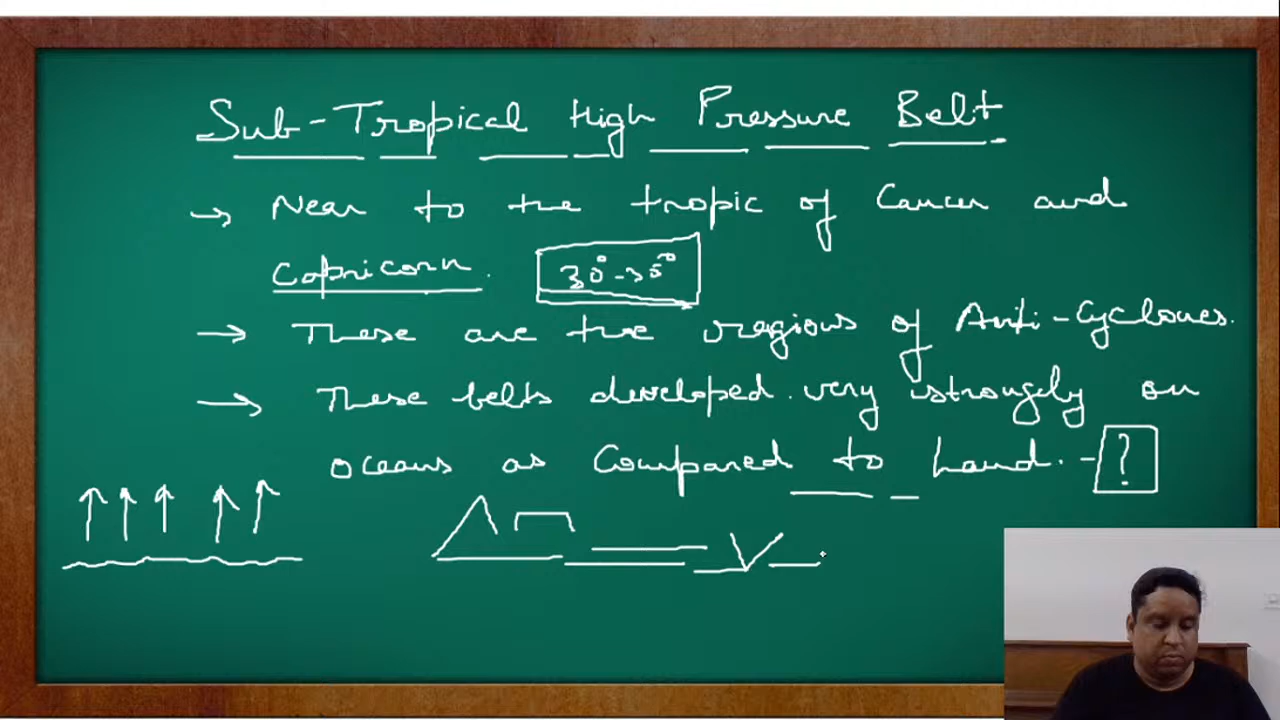 Sub-Tropical High Pressure Belt
→ Near to the tropic of Cancer and
Capricorn. 30°-35°
→ These are the regions of Anti-Cyclones.
→ These belts developed very strongely on
oceans as Compared to Land. - ?